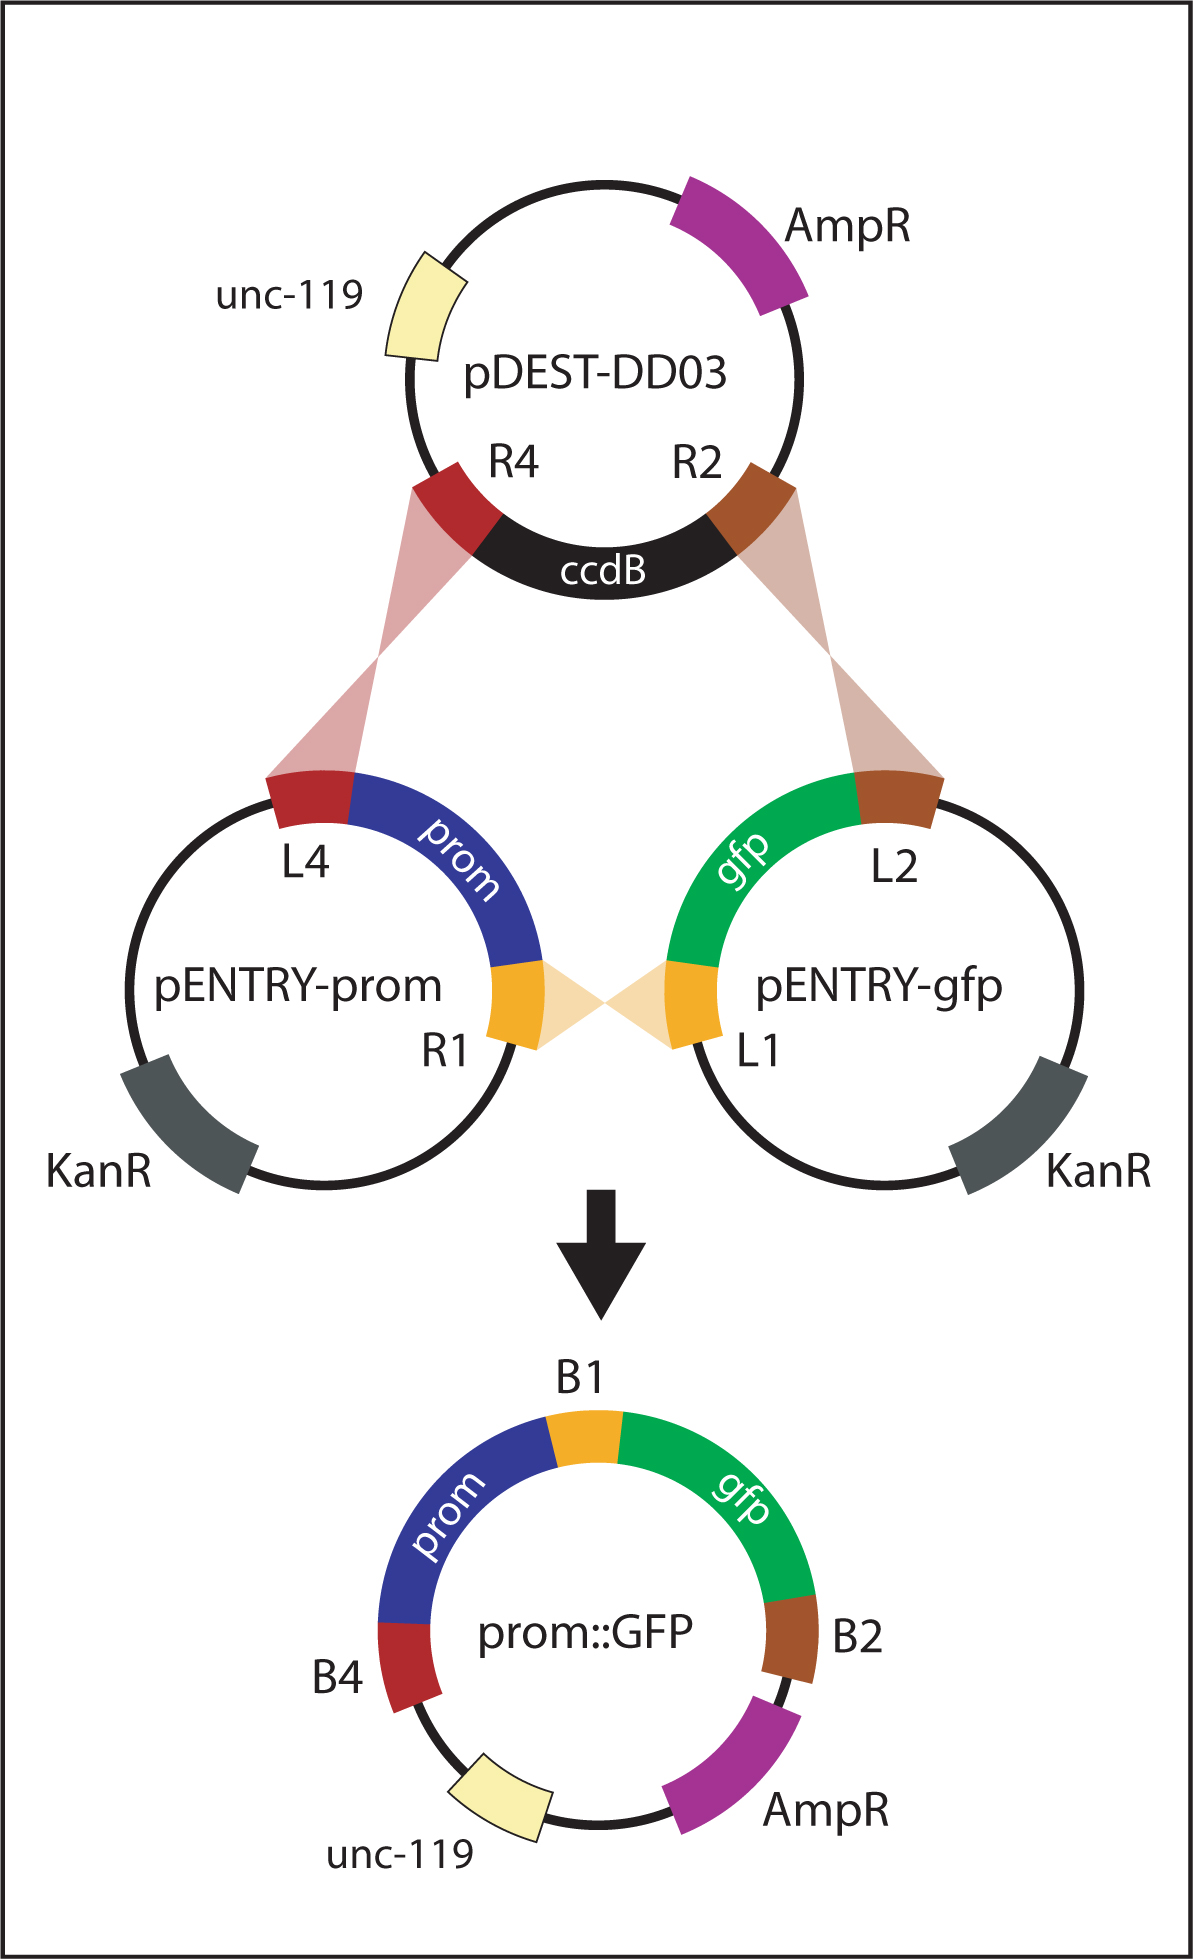 AmpR
unc-119
pDEST-DD03
R4
R2
ccdB
L4
prom
gfp
L2
pENTRY-prom
pENTRY-gfp
R1
L1
KanR
KanR
B1
prom
gfp
prom::GFP
B2
B4
AmpR
unc-119